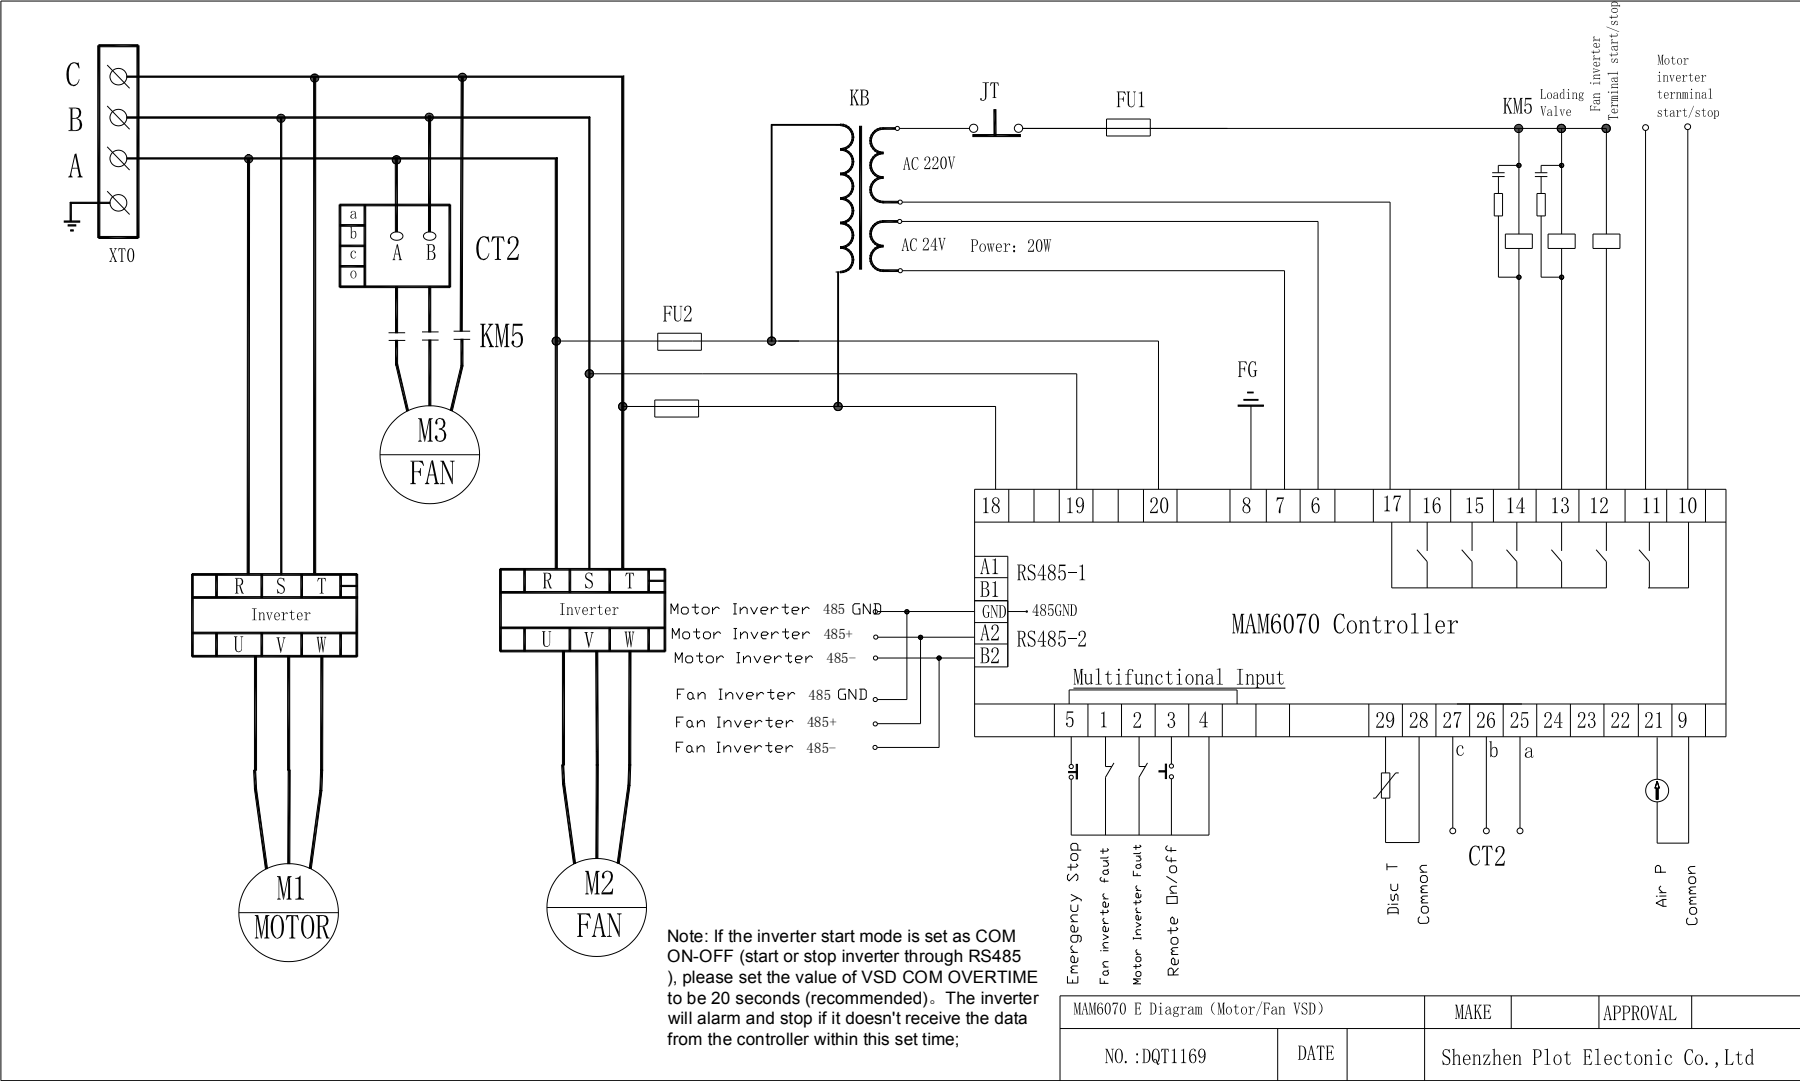 C
B
A
XTO
a
b
c
o
A B
CT2
KM5
M3
FAN
R S T
Inverter
U V W
M1
MOTOR
R S T
Inverter
U V W
M2
FAN
FU2
KB
JT
FU1
AC 220V
AC 24V
Power: 20W
KM5
Loading
Valve
Fan inverter
Terminal start/stop
Motor
inverter
ternminal
start/stop
FG
18 19 20 8 7 6 17 16 15 14 13 12 11 10
A1
B1
GND
A2
B2
RS485-1
485GND
RS485-2
MAM6070 Controller
Motor Inverter 485 GND
Motor Inverter 485+
Motor Inverter 485-
Fan Inverter 485 GND
Fan Inverter 485+
Fan Inverter 485-
Multifunctional Input
5 1 2 3 4 29 28 27 26 25 24 23 22 21 9
c b a
CT2
Emergency Stop
Fan inverter fault
Motor Inverter Fault
Remote On/off
Disc T
Common
Air P
Common
Note: If the inverter start mode is set as COM
ON-OFF (start or stop inverter through RS485
), please set the value of VSD COM OVERTIME
to be 20 seconds (recommended)。The inverter
will alarm and stop if it doesn't receive the data
from the controller within this set time;
MAM6070 E Diagram(Motor/Fan VSD)
MAKE
APPROVAL
NO.:DQT1169
DATE
Shenzhen Plot Electonic Co.,Ltd